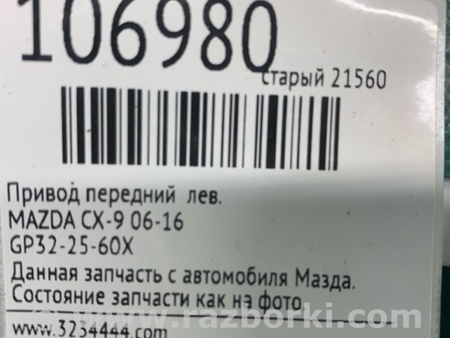 106980
старый 21560
Привод передний лев.
MAZDA CX-9 06-16
GP32-25-60X
Данная запчасть с автомобиля Мазда.
Состояние запчасти как на фото
www.3234444.com
www.razborki.com